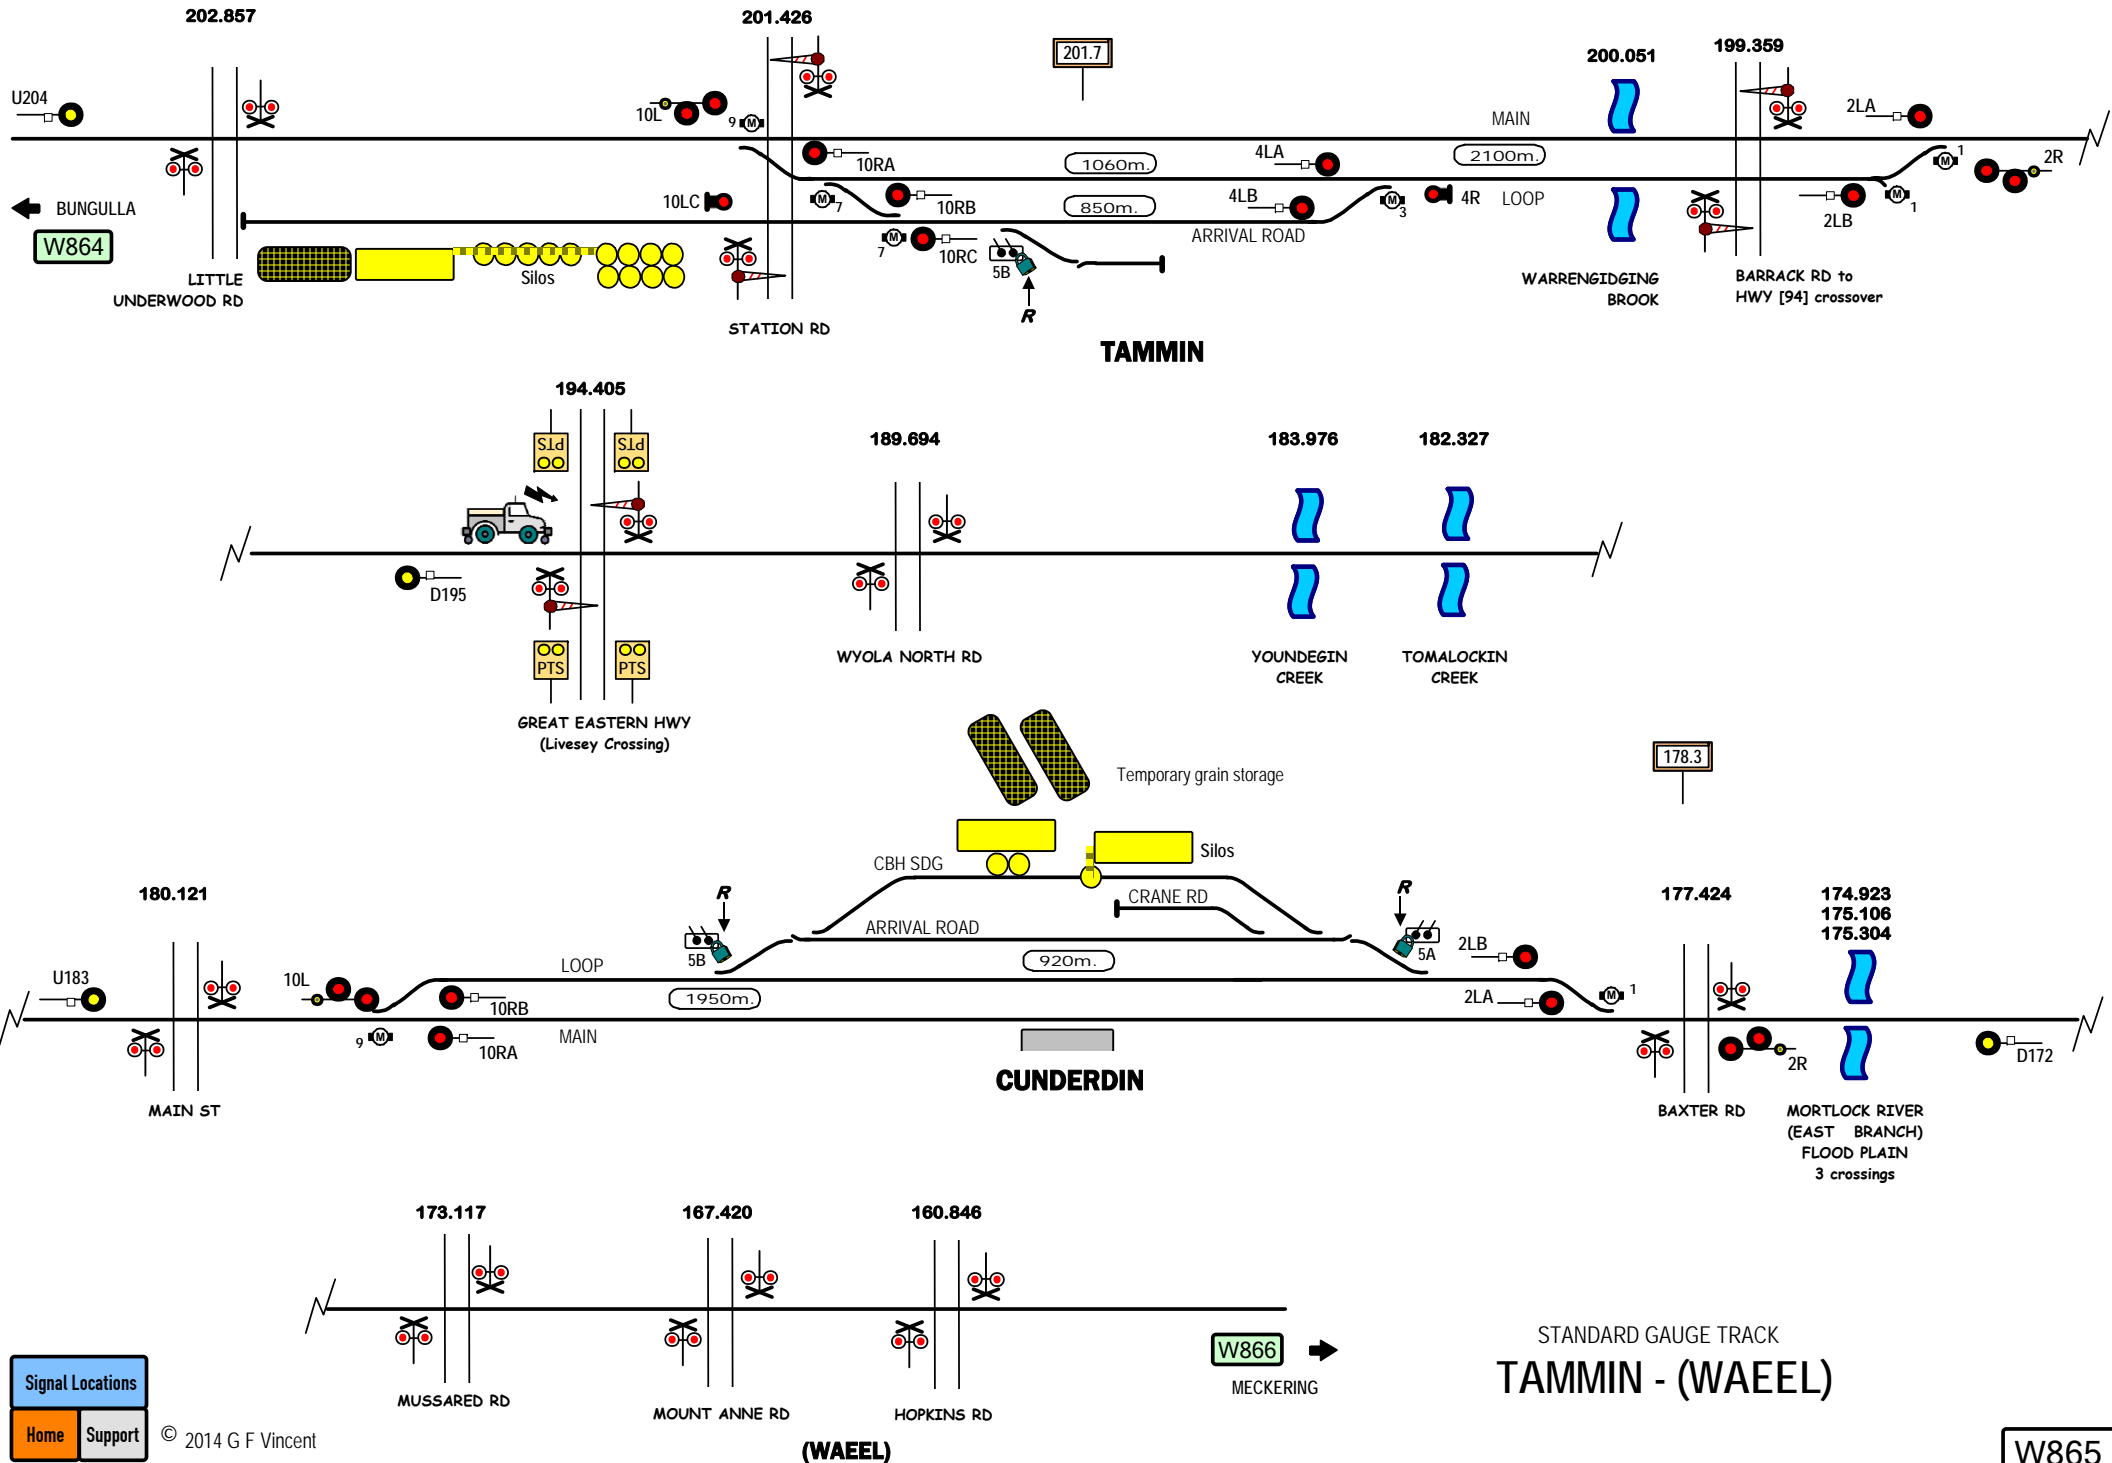 202.857
201.426
201.7
200.051
199.359
U204
10L
9
M
MAIN
2LA
10RA
1060m.
4LA
2100m.
M
1
2R
BUNGULLA
W864
10LC
M
7
10RB
850m.
4LB
M
3
4R
LOOP
M
1
2LB
7
M
10RC
ARRIVAL ROAD
5B
R
LITTLE
UNDERWOOD RD
Silos
STATION RD
WARRENGIDGING
BROOK
BARRACK RD to
HWY [94] crossover
TAMMIN
194.405
189.694
183.976
182.327
PTS
PTS
D195
PTS
PTS
WYOLA NORTH RD
YOUNDEGIN
CREEK
TOMALOCKIN
CREEK
GREAT EASTERN HWY
(Livesey Crossing)
178.3
Temporary grain storage
Silos
CBH SDG
CRANE RD
180.121
R
R
177.424
174.923
175.106
175.304
ARRIVAL ROAD
5B
5A
2LB
LOOP
920m.
U183
10L
10RB
1950m.
2LA
M
1
9
M
10RA
MAIN
2R
D172
CUNDERDIN
MAIN ST
BAXTER RD
MORTLOCK RIVER
(EAST BRANCH)
FLOOD PLAIN
3 crossings
173.117
167.420
160.846
MUSSARED RD
MOUNT ANNE RD
HOPKINS RD
W866
MECKERING
STANDARD GAUGE TRACK
TAMMIN - (WAEEL)
Signal Locations
Home
Support
© 2014 G F Vincent
(WAEEL)
W865